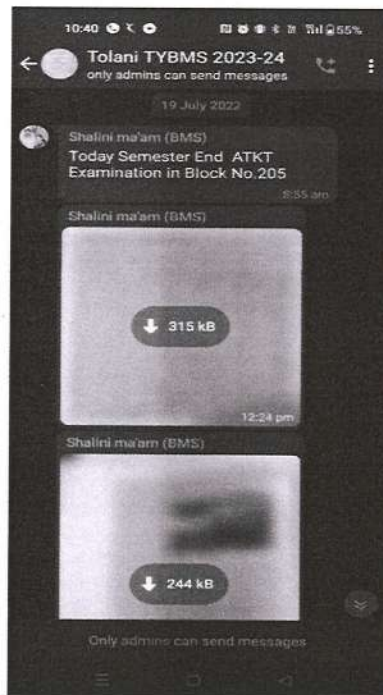 10:40
55%
Tolani TYBMS 2023-24
only admins can send messages
19 July 2022
Shalini ma'am (BMS)
Today Semester End ATKT
Examination in Block No.205
8:55 am
Shalini ma'am (BMS)
315 kB
12:24 pm
Shalini ma'am (BMS)
244 kB
Only admins can send messages